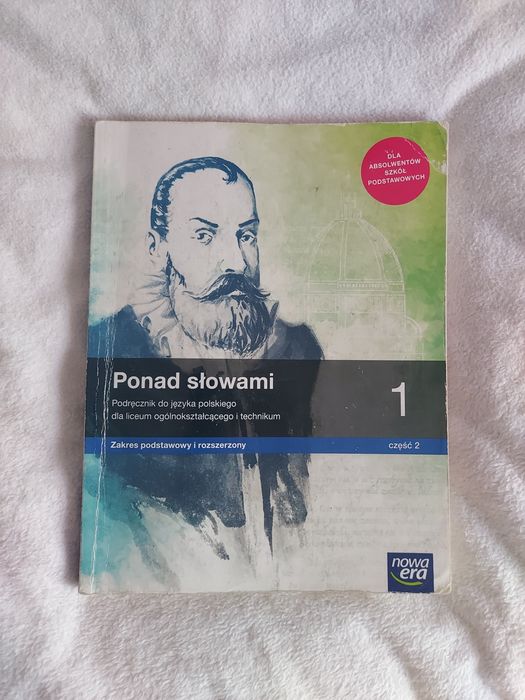 DLA
ABSOLWENTÓW
SZKÓŁ
PODSTAWOWYCH
Ponad słowami
1
Podręcznik do języka polskiego
dla liceum ogólnokształcącego i technikum
Zakres podstawowy i rozszerzony
część 2
nowa
era